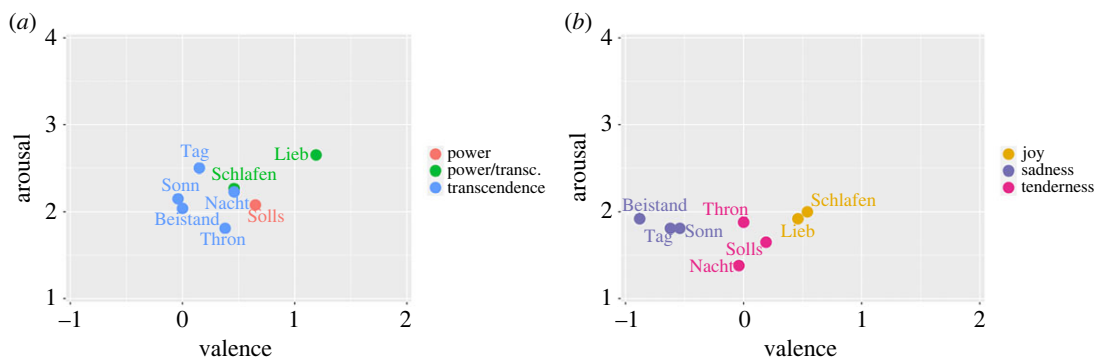 (a)
4
3
2
1
arousal
Tag
Sonn
Beistand
Schlafen
Nacht
Thron
Solls
Lieb
–1 0 1 2
valence
power
power/transc.
transcendence
(b)
4
3
2
1
arousal
Beistand
Tag
Sonn
Thron
Solls
Nacht
Schlafen
Lieb
–1 0 1 2
valence
joy
sadness
tenderness